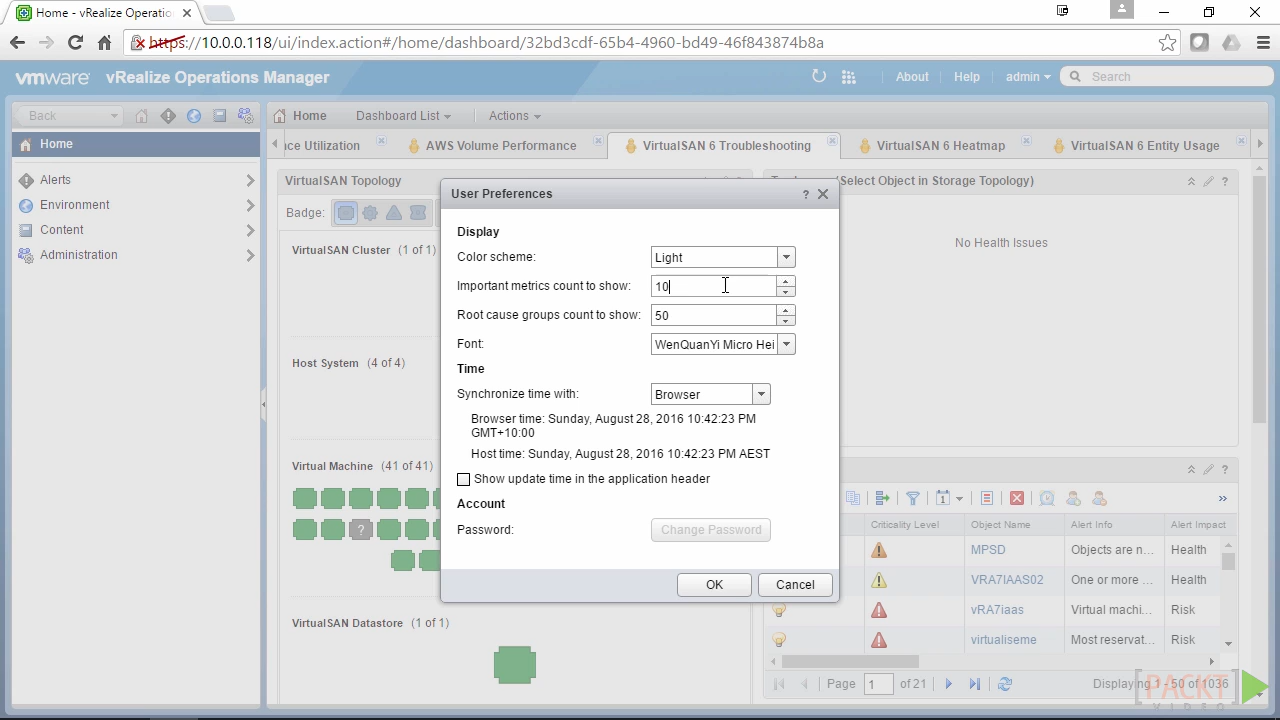 Home - vRealize Operatio
https://10.0.0.118/ui/index.action#/home/dashboard/32bd3cdf-65b4-4960-bd49-46f843874b8a
vmware vRealize Operations Manager
About Help admin Search
Back
Home
Alerts
Environment
Content
Administration
Home Dashboard List Actions
ce Utilization AWS Volume Performance VirtualSAN 6 Troubleshooting VirtualSAN 6 Heatmap VirtualSAN 6 Entity Usage
VirtualSAN Topology
Badge:
VirtualSAN Cluster (1 of 1)
Host System (4 of 4)
Virtual Machine (41 of 41)
?
VirtualSAN Datastore (1 of 1)
(Select Object in Storage Topology)
No Health Issues
User Preferences
Display
Color scheme: Light
Important metrics count to show: 10
Root cause groups count to show: 50
Font: WenQuanYi Micro Hei
Time
Synchronize time with: Browser
Browser time: Sunday, August 28, 2016 10:42:23 PM
GMT+10:00
Host time: Sunday, August 28, 2016 10:42:23 PM AEST
Show update time in the application header
Account
Password: Change Password
OK Cancel
Criticality Level Object Name Alert Info Alert Impact
MPSD Objects are n... Health
VRA7IAAS02 One or more ... Health
vRA7iaas Virtual machi... Risk
virtualiseme Most reservat... Risk
Page 1 of 21 Displaying 1 - 50 of 1036
PACKT
VIDEO